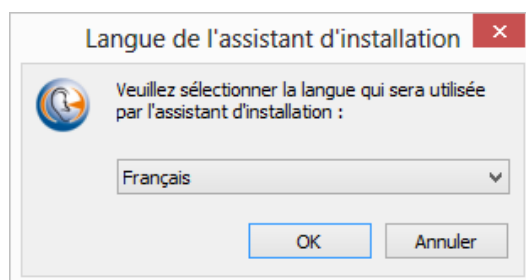 Langue de l'assistant d'installation
Veuillez sélectionner la langue qui sera utilisée
par l'assistant d'installation :
Français
OK
Annuler